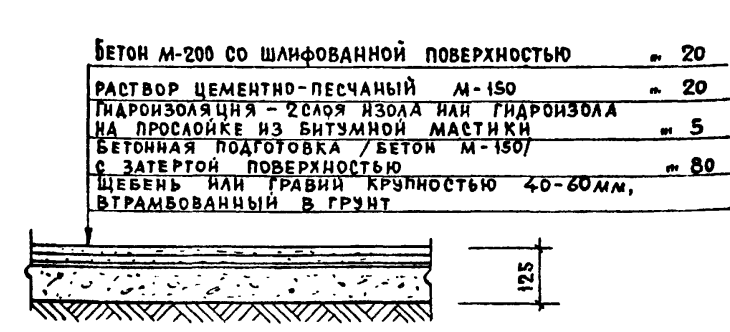 БЕТОН М-200 СО ШЛИФОВАННОЙ ПОВЕРХНОСТЬЮ 20
РАСТВОР ЦЕМЕНТНО-ПЕСЧАНЫЙ М-150 20
ГИДРОИЗОЛЯЦИЯ - 2 СЛОЯ ИЗОЛА ИЛИ ГИДРОИЗОЛА
НА ПРОСЛОЙКЕ ИЗ БИТУМНОЙ МАСТИКИ 5
БЕТОННАЯ ПОДГОТОВКА /БЕТОН М-150/
С ЗАТЕРТОЙ ПОВЕРХНОСТЬЮ 80
ЩЕБЕНЬ ИЛИ ГРАВИЙ КРУПНОСТЬЮ 40-60ММ,
ВТРАМБОВАННЫЙ В ГРУНТ
125